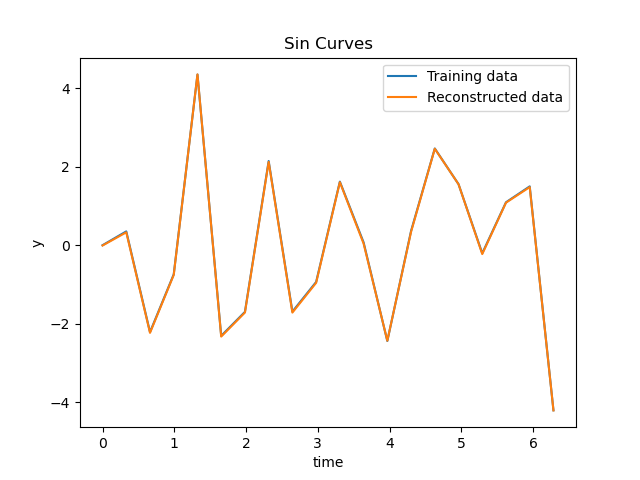 Sin Curves
Training data
Reconstructed data
4
2
0
−2
−4
y
0 1 2 3 4 5 6
time